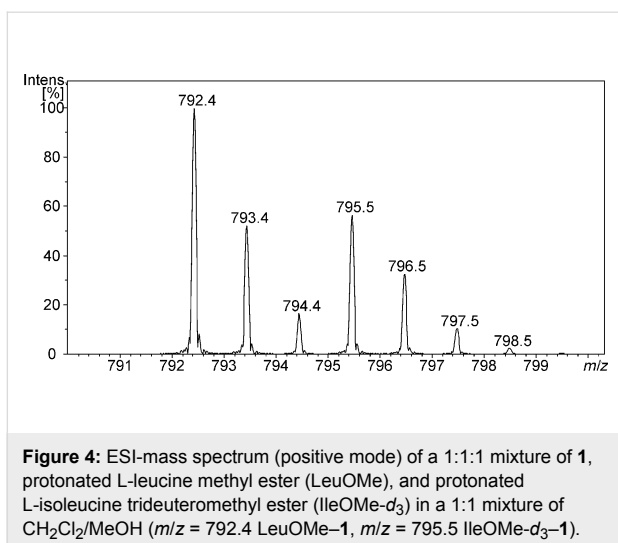 Intens.
[%]
100
80
60
40
20
0
792.4
793.4
794.4
795.5
796.5
797.5
798.5
791 792 793 794 795 796 797 798 799 m/z
Figure 4: ESI-mass spectrum (positive mode) of a 1:1:1 mixture of 1,
protonated L-leucine methyl ester (LeuOMe), and protonated
L-isoleucine trideuteromethyl ester (IleOMe-d₃) in a 1:1 mixture of
CH₂Cl₂/MeOH (m/z = 792.4 LeuOMe–1, m/z = 795.5 IleOMe-d₃–1).